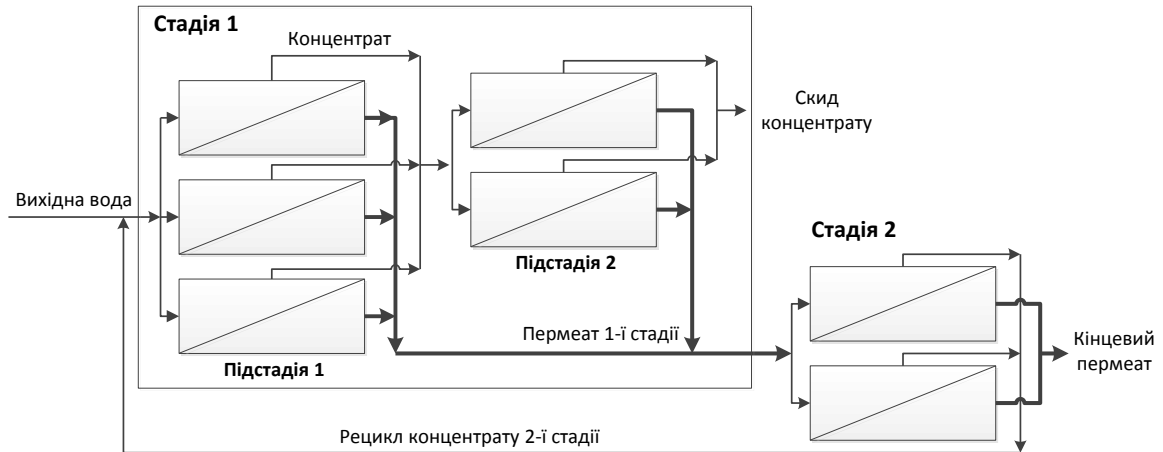 Стадія 1
Концентрат
Скид
концентрату
Вихідна вода
Стадія 2
Підстадія 2
Пермеат 1-ї стадії
Кінцевий
пермеат
Підстадія 1
Рецикл концентрату 2-ї стадії